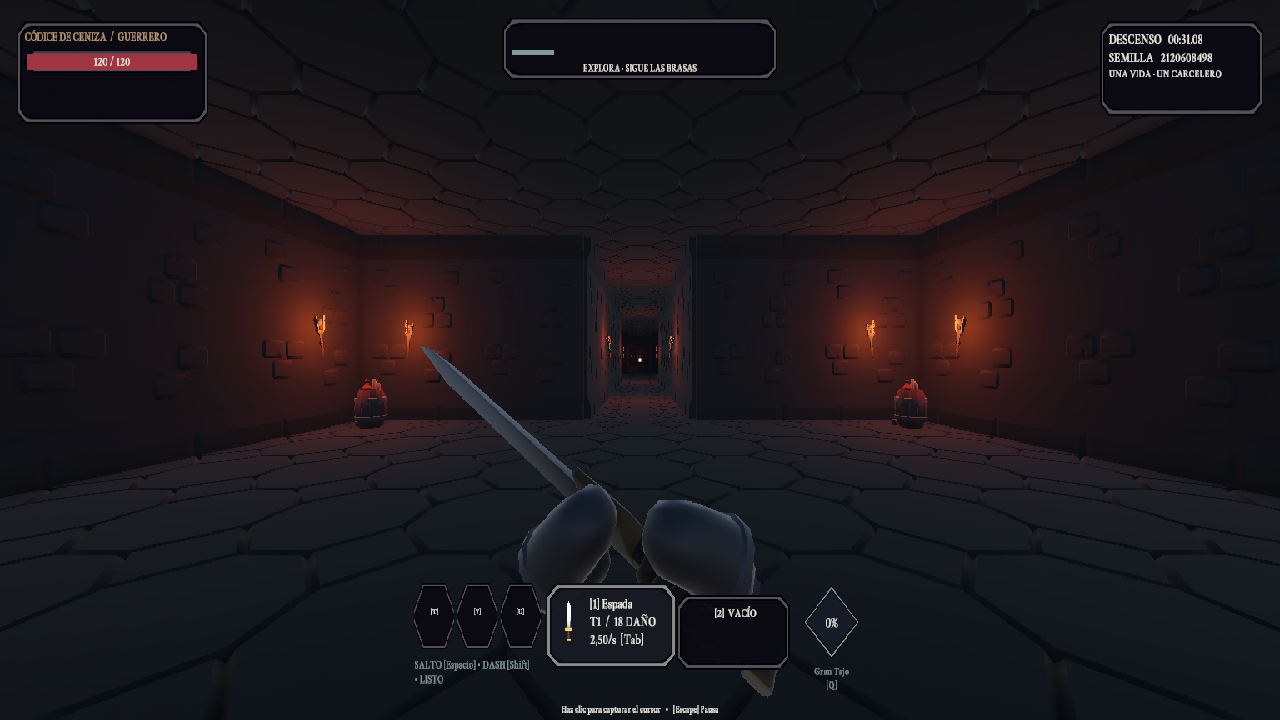 CÓDICE DE CENIZA / GUERRERO
120 / 120
EXPLORA · SIGUE LAS BRASAS
DESCENSO 00:31.08
SEMILLA 2120608498
UNA VIDA · UN CARCELERO
[1] Espada
T1 / 18 DAÑO
2,50/s [Tab]
[2] VACÍO
0%
SALTO [Espacio] • DASH [Shift]
• LISTO
Gran Tajo
[Q]
Haz clic para capturar el cursor • [Escape] Pausa